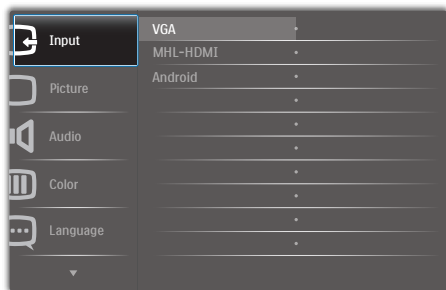 Input
Picture
Audio
Color
Language
VGA
MHL-HDMI
Android